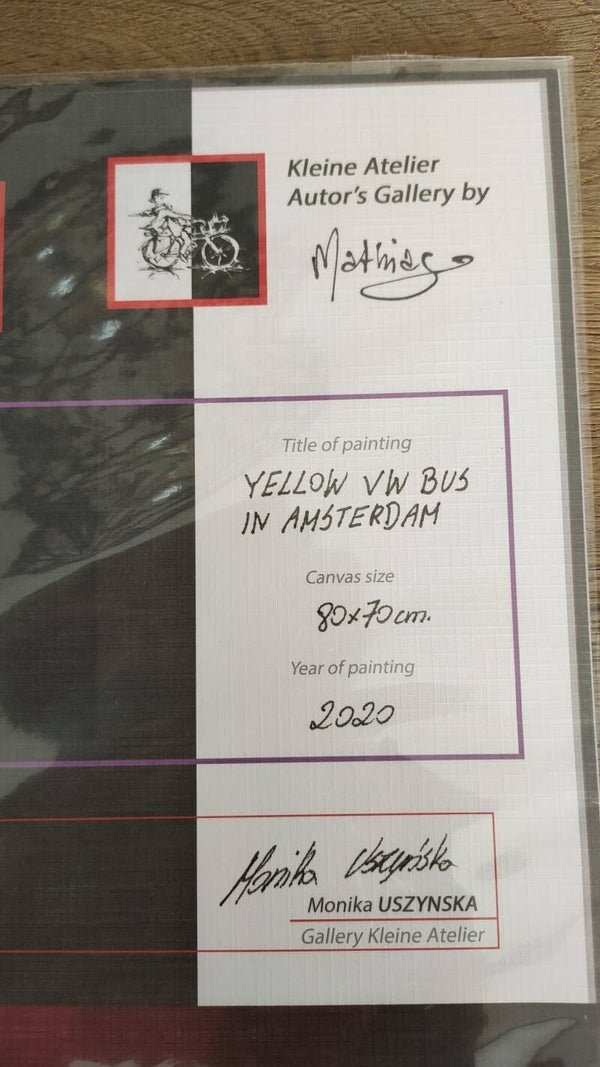 Kleine Atelier
Autor's Gallery by
Mathias
Title of painting
YELLOW VW BUS
IN AMSTERDAM
Canvas size
80x70cm.
Year of painting
2020
Monika Uszyńska
Monika USZYNSKA
Gallery Kleine Atelier